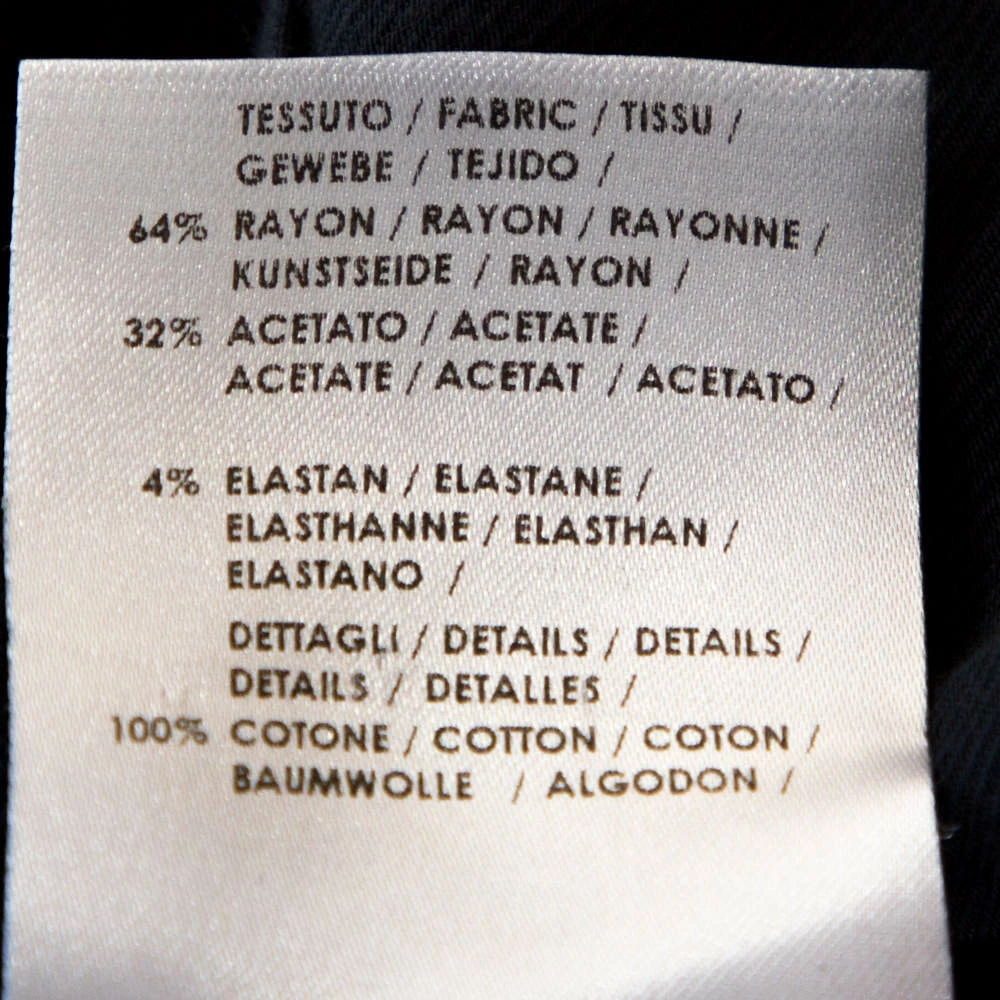 TESSUTO / FABRIC / TISSU /
GEWEBE / TEJIDO /
64% RAYON / RAYON / RAYONNE /
KUNSTSEIDE / RAYON /
32% ACETATO / ACETATE /
ACETATE / ACETAT / ACETATO /
4% ELASTAN / ELASTANE /
ELASTHANNE / ELASTHAN /
ELASTANO /
DETTAGLI / DETAILS / DETAILS /
DETAILS / DETALLES /
100% COTONE / COTTON / COTON /
BAUMWOLLE / ALGODON /